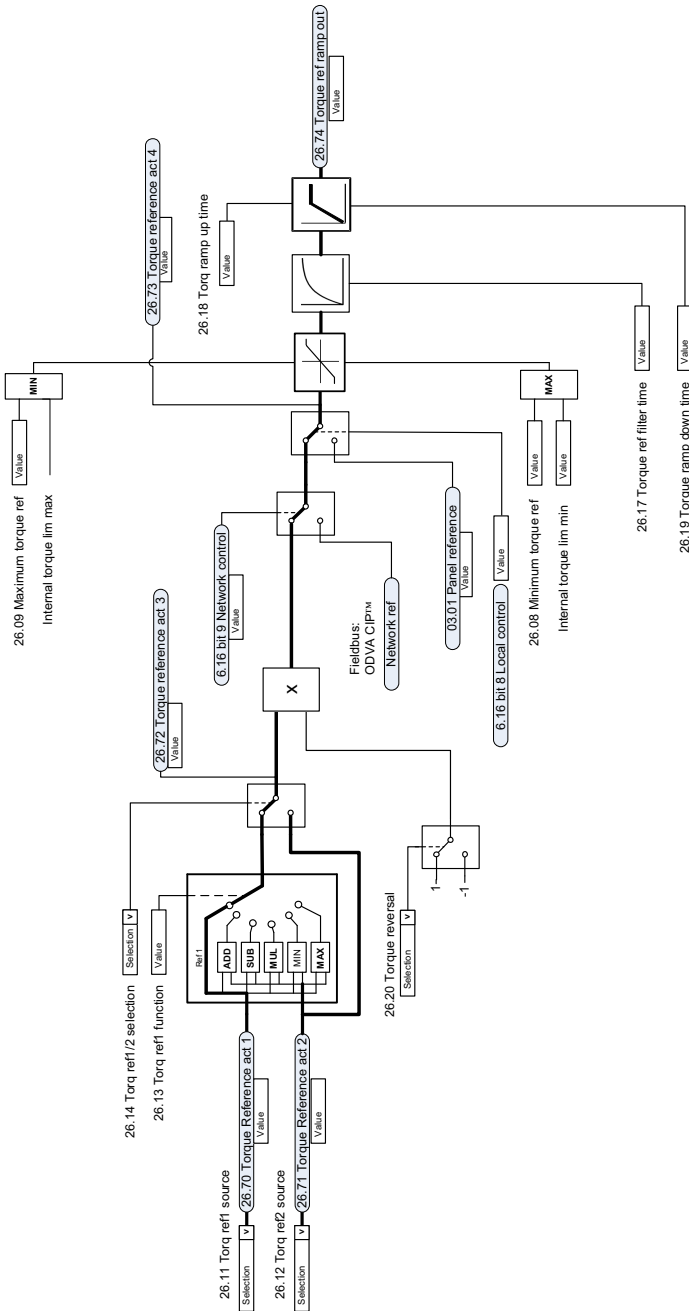 26.11 Torq ref1 source
Selection v
26.70 Torque Reference act 1
Value
26.12 Torq ref2 source
Selection v
26.71 Torque Reference act 2
Value
26.14 Torq ref1/2 selection
Selection v
26.13 Torq ref1 function
Value
Ref1
ADD
SUB
MUL
MIN
MAX
26.72 Torque reference act 3
Value
26.20 Torque reversal
Selection v
1
-1
X
6.16 bit 9 Network control
Value
Fieldbus:
ODVA CIP™
Network ref
03.01 Panel reference
Value
6.16 bit 8 Local control
Value
26.73 Torque reference act 4
Value
26.09 Maximum torque ref
Value
Internal torque lim max
MIN
26.08 Minimum torque ref
Value
Internal torque lim min
Value
MAX
26.18 Torq ramp up time
Value
26.17 Torque ref filter time
Value
26.19 Torque ramp down time
Value
26.74 Torque ref ramp out
Value